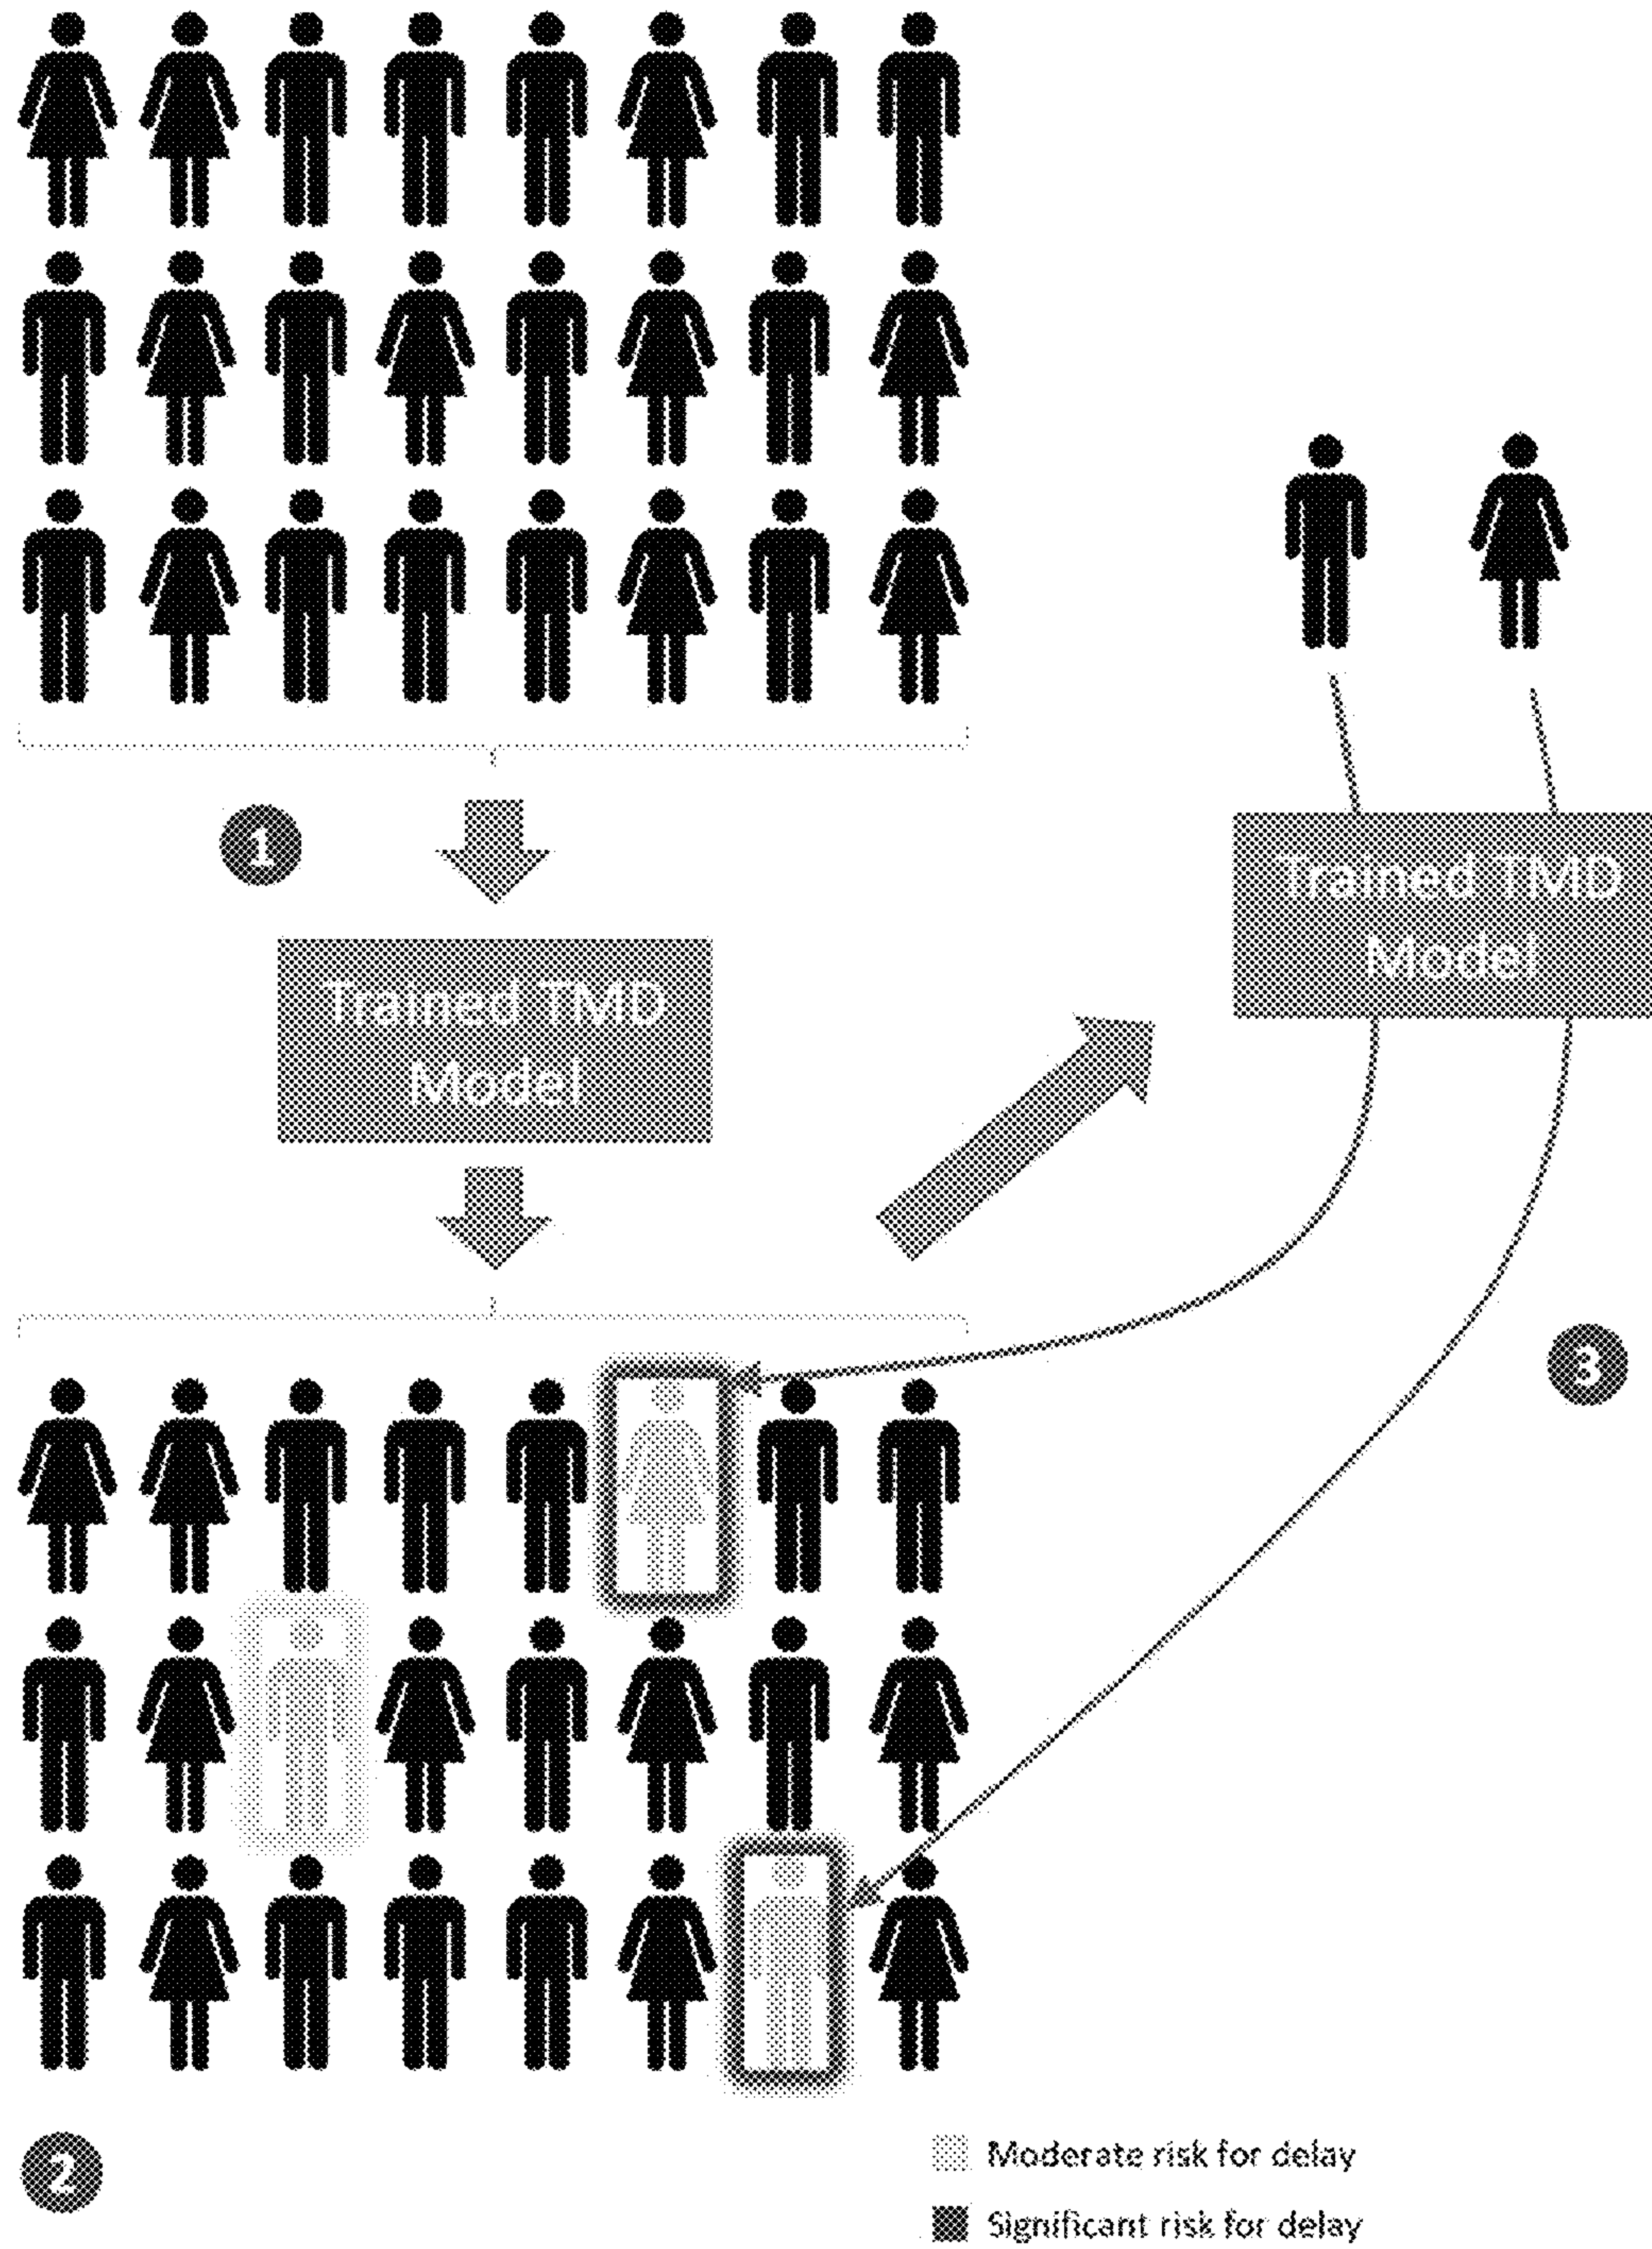 1
Trained TMD
Model
Trained TMD
Model
3
2
Moderate risk for delay
Significant risk for delay